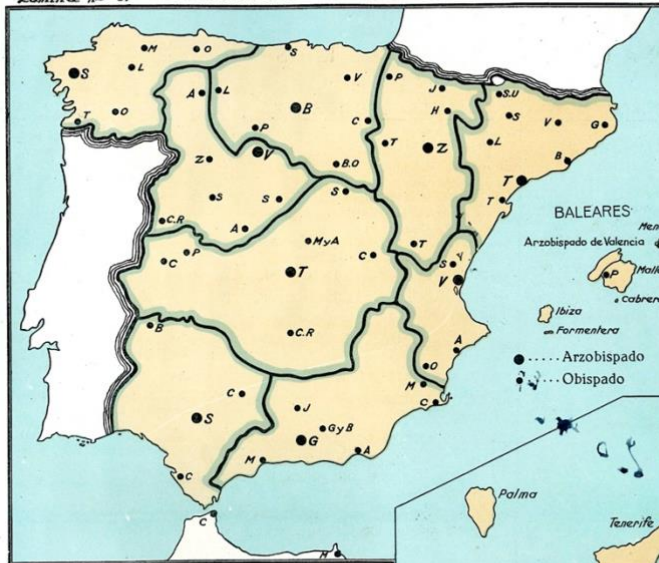 M O S
S L V P J
A L B H S.U
T O P C S V G
V T Z L B
Z B.O
S S S T
C.R A T
P MyA C S
C T V
BALEARES
Arzobispado de Valencia
P
Ibiza
Formentera
B C.R A
O
Arzobispado
M
Obispado
C J C
S GyB
G
M A
C
C
Palma
M
Tenerife